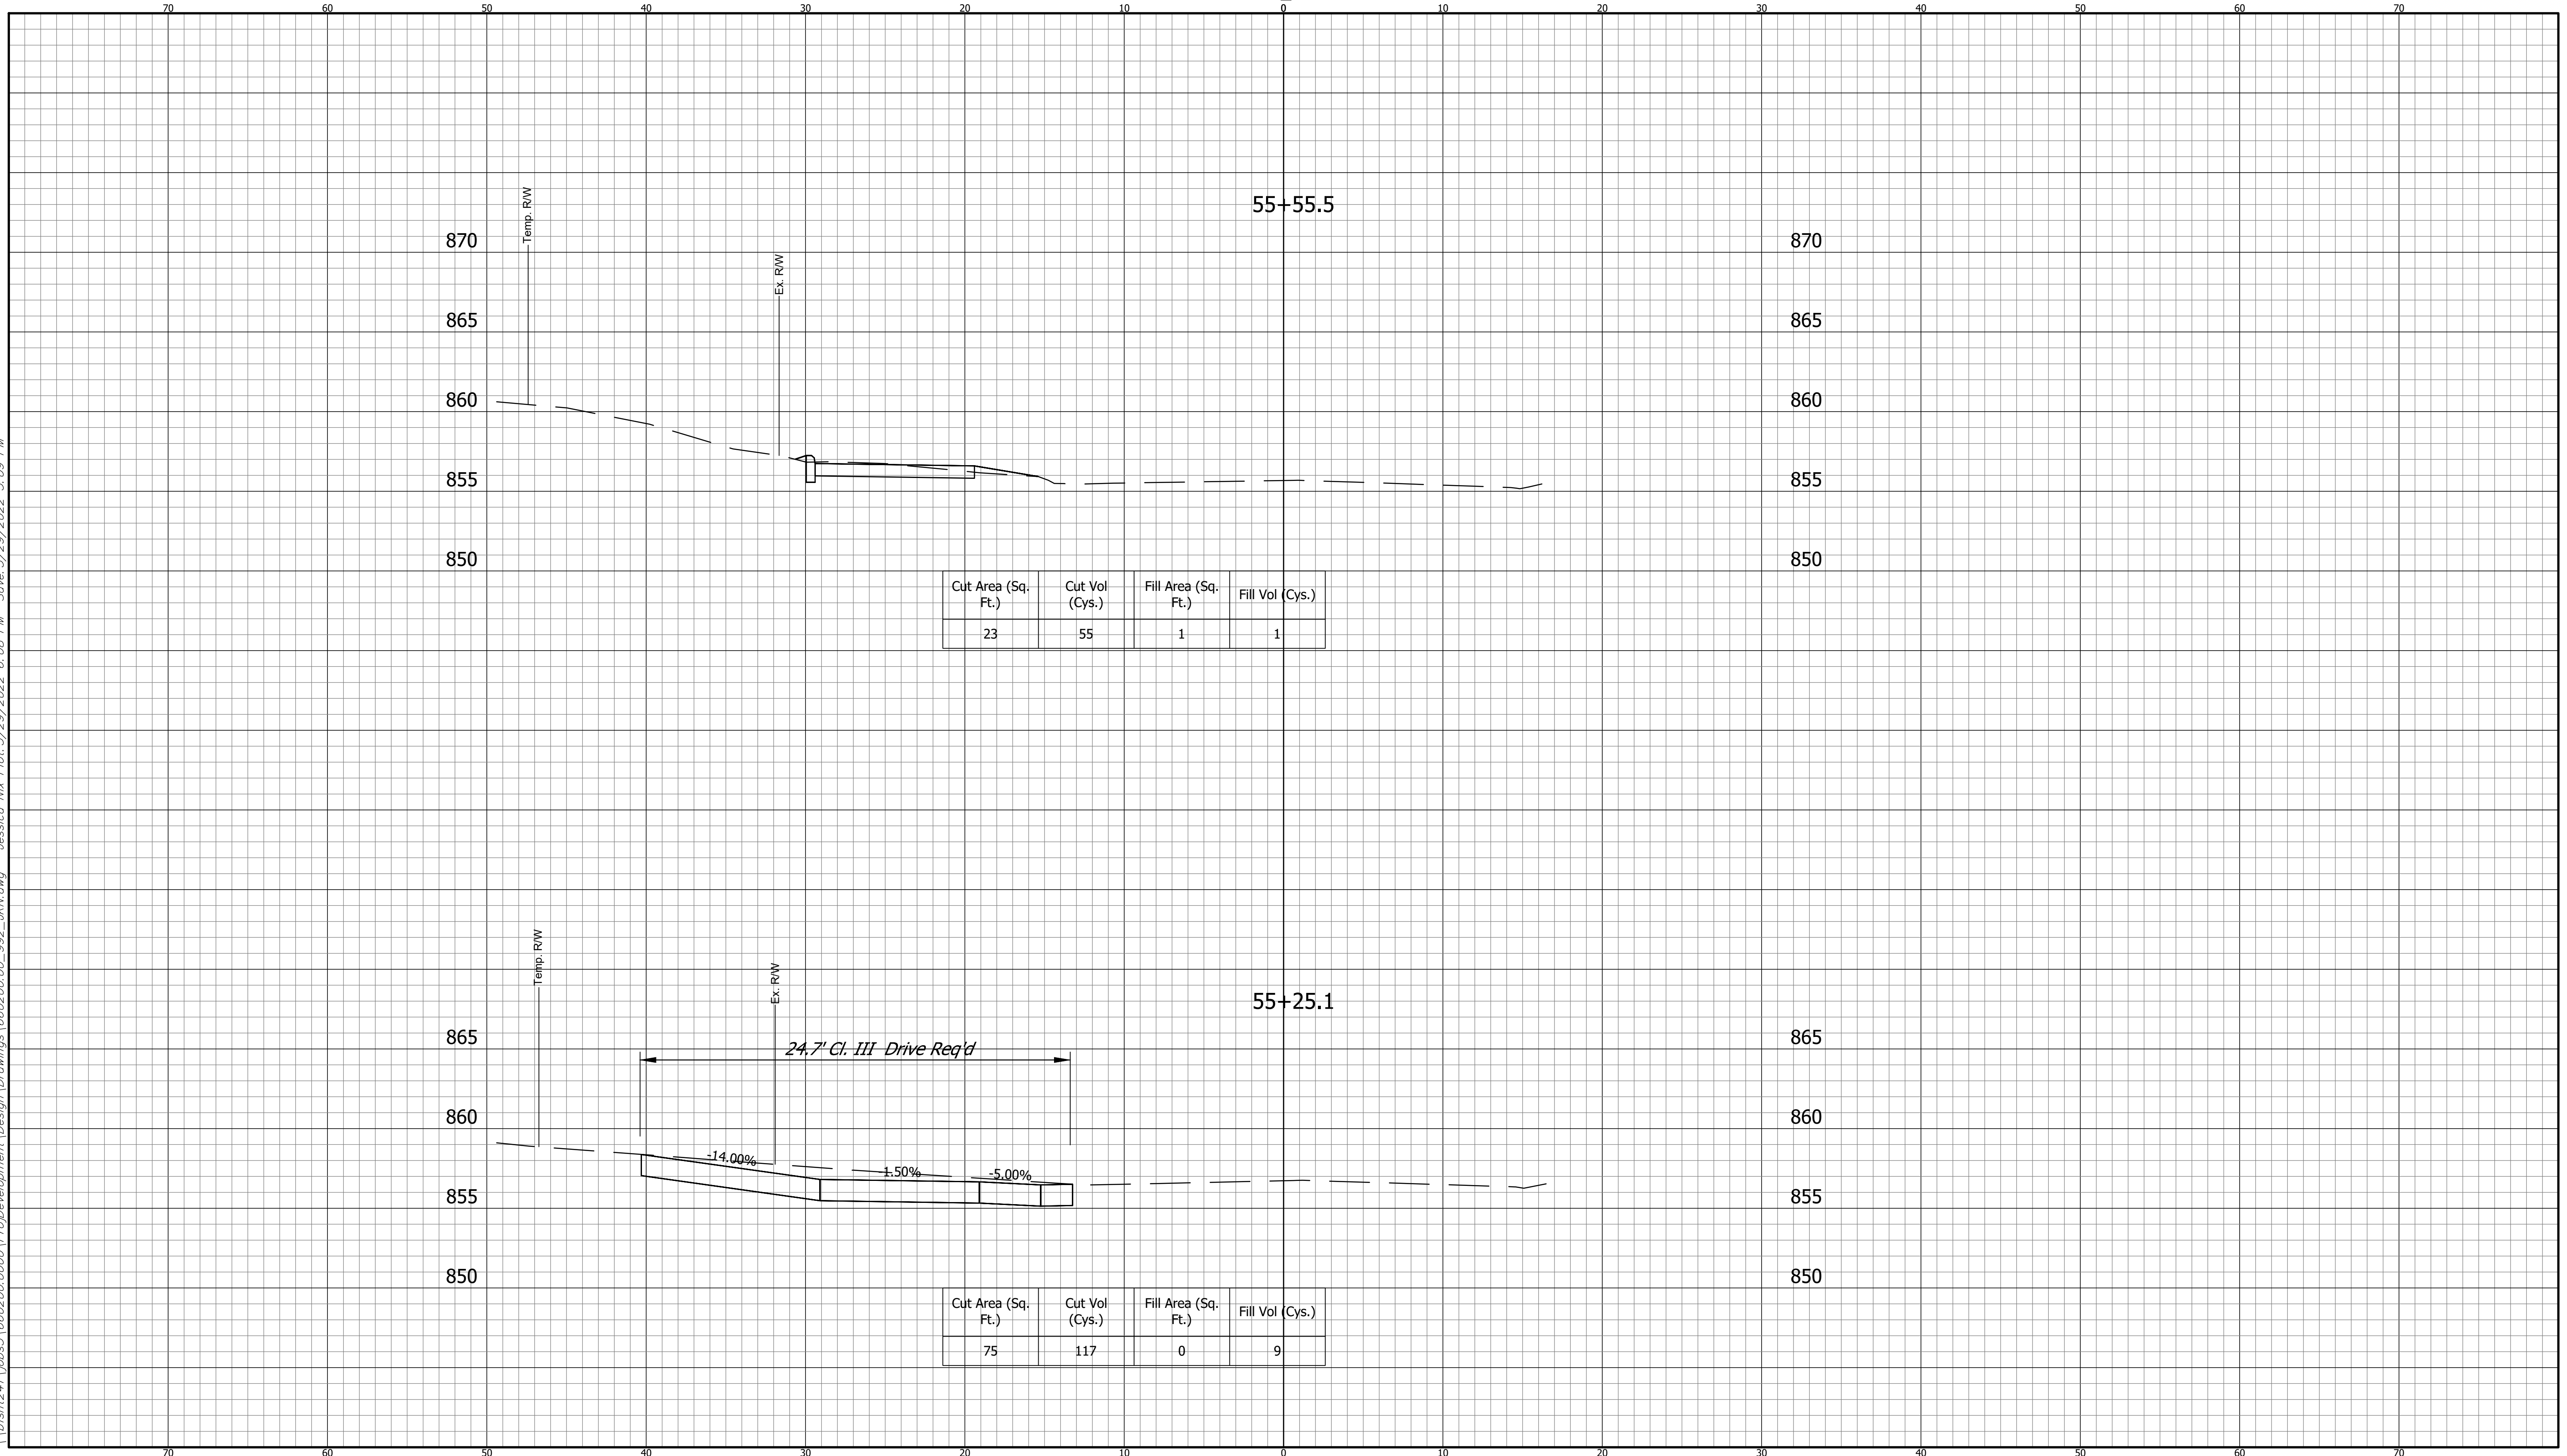 70 60 50 40 30 20 10 0 10 20 30 40 50 60 70
Temp. R/W
55+55.5
870 870
Ex. R/W
865 865
860 860
855 855
850 850
Cut Area (Sq. Ft.) Cut Vol (Cys.) Fill Area (Sq. Ft.) Fill Vol (Cys.)
23 55 1 1
Temp. R/W
Ex. R/W
55+25.1
865 865
24.7' Cl. III Drive Req'd
860 860
-14.00%
-1.50% -5.00%
855 855
850 850
Cut Area (Sq. Ft.) Cut Vol (Cys.) Fill Area (Sq. Ft.) Fill Vol (Cys.)
75 117 0 9
70 60 50 40 30 20 10 0 10 20 30 40 50 60 70